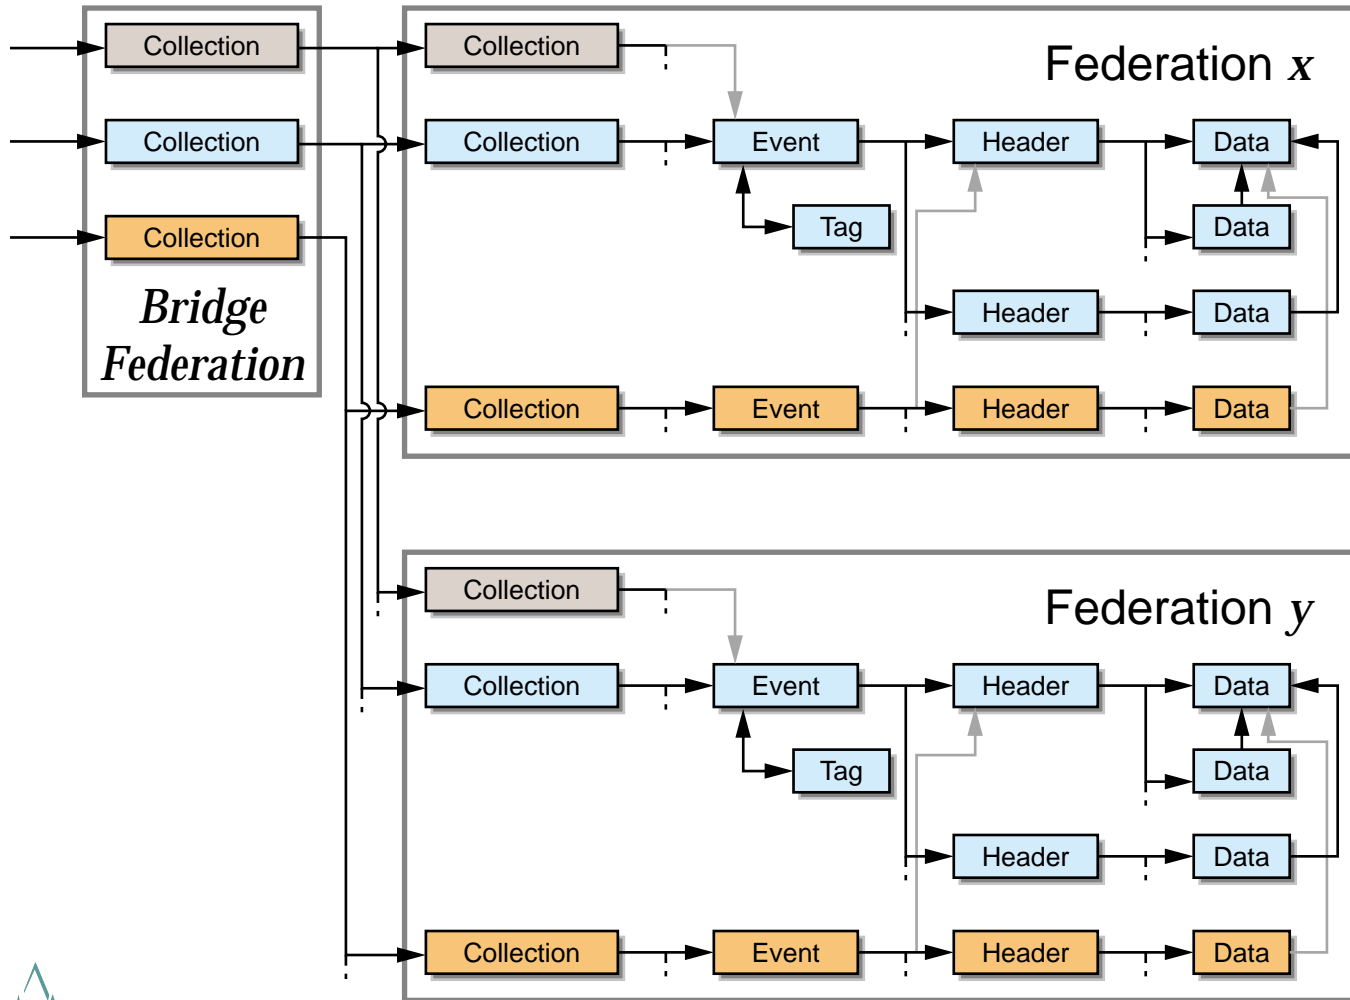 Collection
Collection
Collection
Bridge
Federation
Federation x
Collection
Collection Event Header Data
Tag Data
Header Data
Collection Event Header Data
Federation y
Collection
Collection Event Header Data
Tag Data
Header Data
Collection Event Header Data